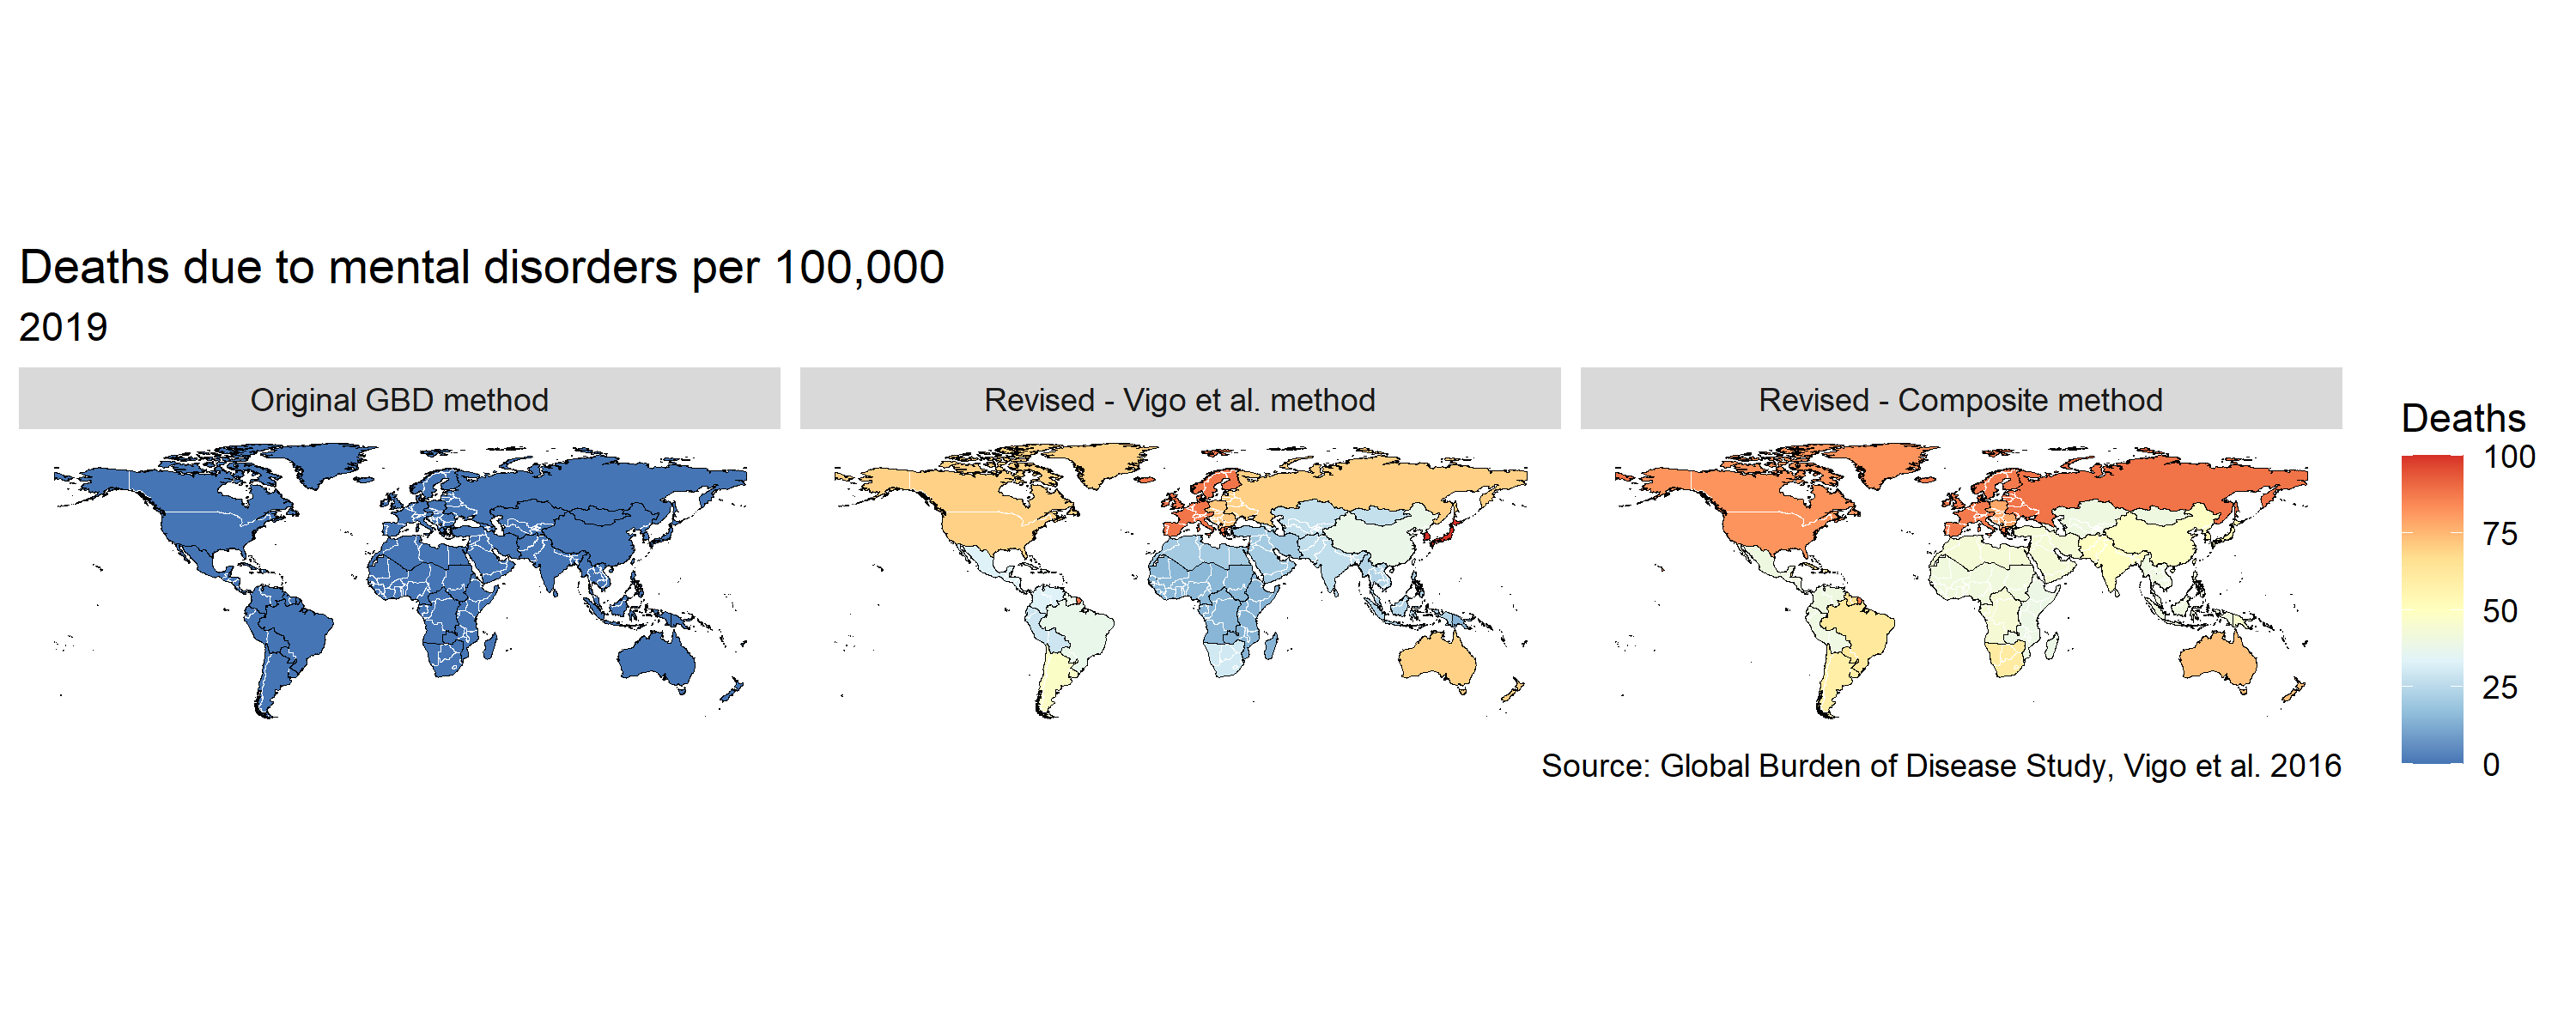 Deaths due to mental disorders per 100,000
2019
Original GBD method
Revised - Vigo et al. method
Revised - Composite method
Deaths
100
75
50
25
0
Source: Global Burden of Disease Study, Vigo et al. 2016